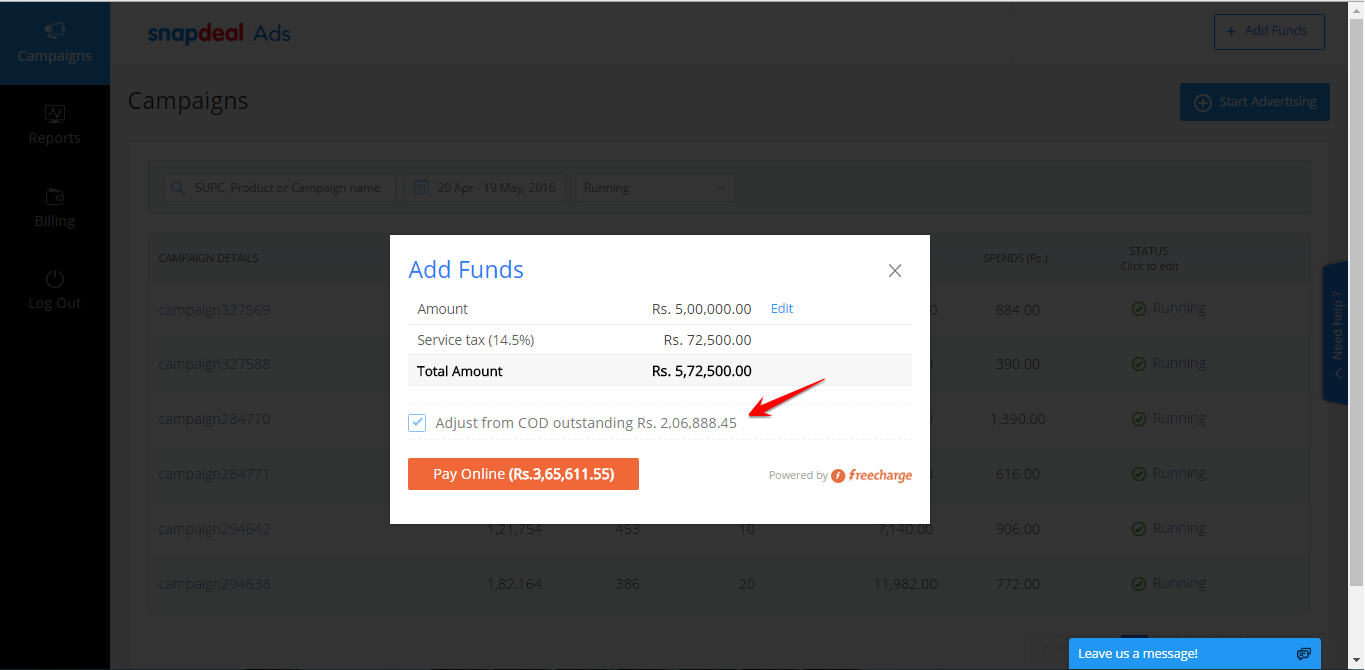 Campaigns
snapdeal Ads
+ Add Funds
Campaigns
Start Advertising
Reports
SUPC, Product or Campaign name
20 Apr - 19 May, 2016
Running
Billing
CAMPAIGN DETAILS
SPENDS (Rs.)
STATUS
Click to edit
Log Out
Add Funds
Amount Rs. 5,00,000.00 Edit
Service tax (14.5%) Rs. 72,500.00
Total Amount Rs. 5,72,500.00
Adjust from COD outstanding Rs. 2,06,888.45
Pay Online (Rs.3,65,611.55)
Powered by freecharge
campaign327569 0 884.00 Running
campaign327588 390.00 Running
campaign284770 1,390.00 Running
campaign284771 616.00 Running
campaign294642 1,21,754 453 10 7,140.00 906.00 Running
campaign294638 1,82,164 386 20 11,982.00 772.00 Running
Need help ?
Leave us a message!